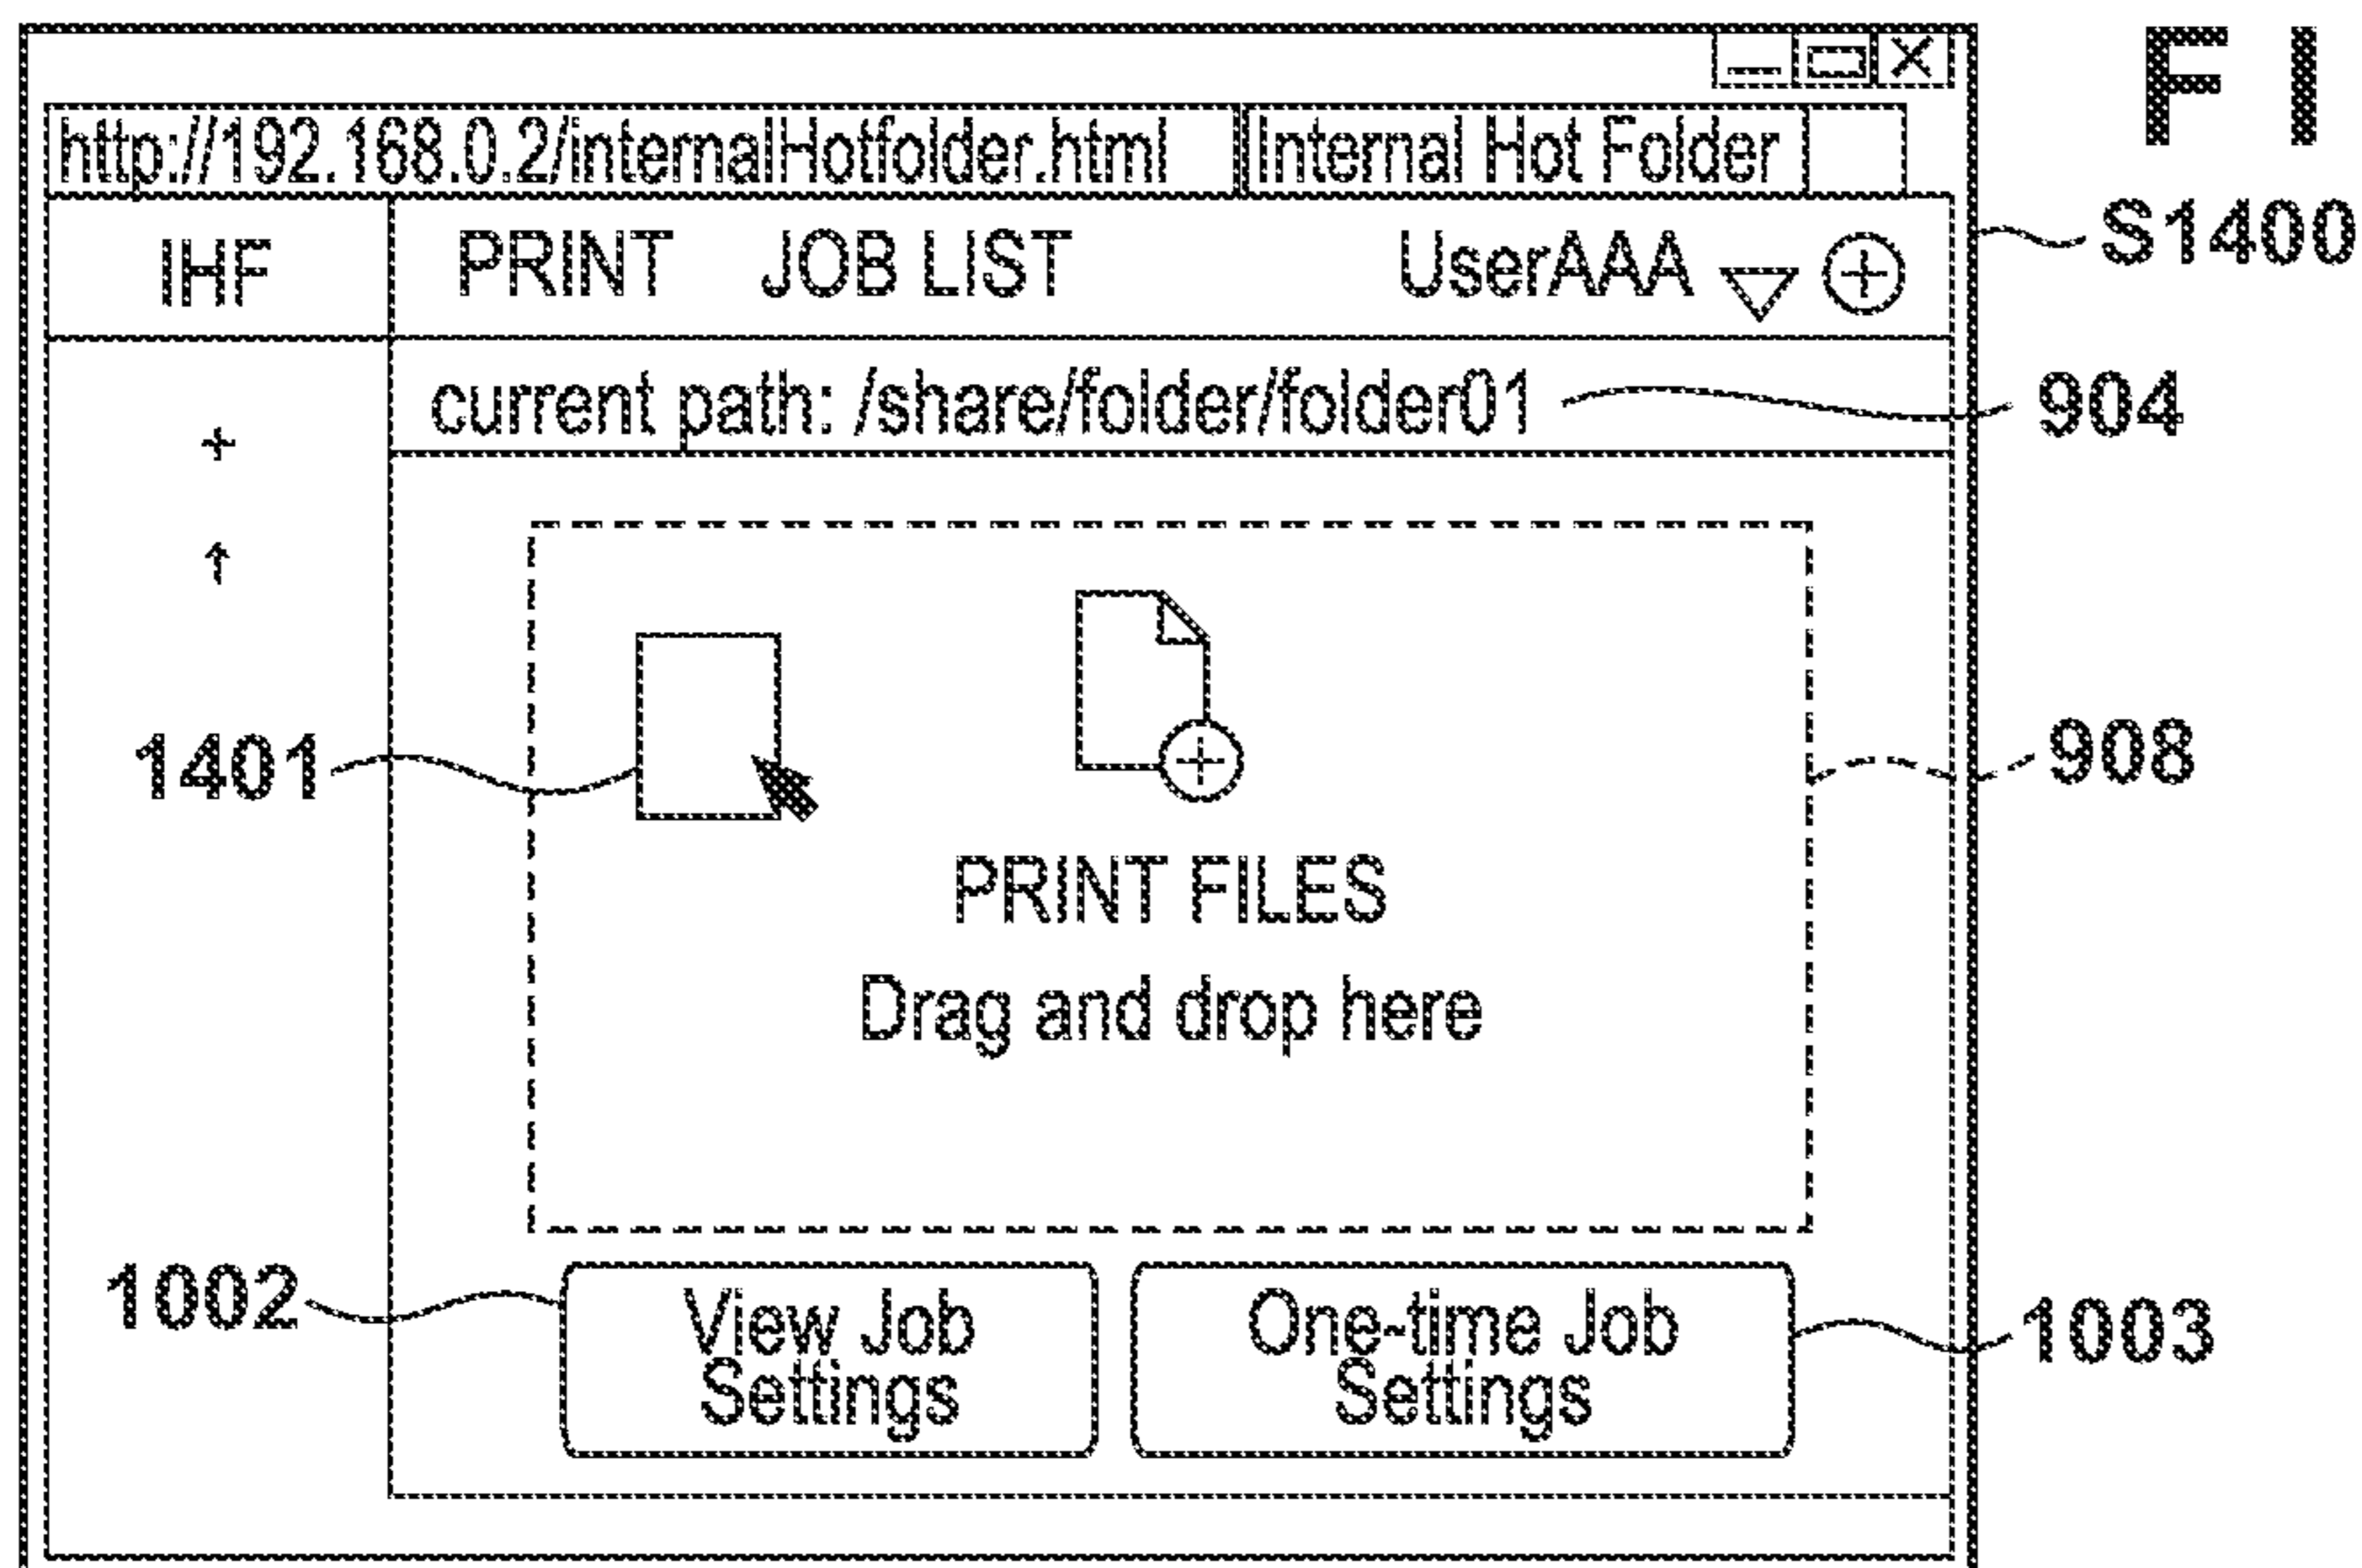 FI
http://192.168.0.2/internalHotfolder.html Internal Hot Folder
S1400
IHF PRINT JOB LIST UserAAA
current path: /share/folder/folder01 904
1401 908
PRINT FILES
Drag and drop here
1002 View Job
Settings
One-time Job
Settings 1003